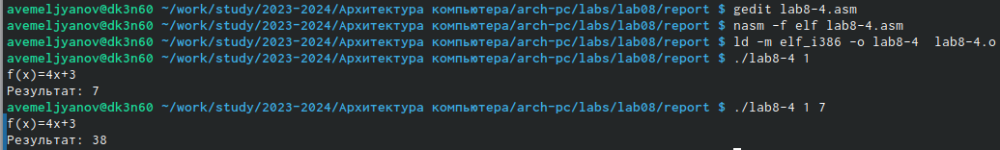 avemeljyanov@dk3n60 ~/work/study/2023-2024/Архитектура компьютера/arch-pc/labs/lab08/report $ gedit lab8-4.asm
avemeljyanov@dk3n60 ~/work/study/2023-2024/Архитектура компьютера/arch-pc/labs/lab08/report $ nasm -f elf lab8-4.asm
avemeljyanov@dk3n60 ~/work/study/2023-2024/Архитектура компьютера/arch-pc/labs/lab08/report $ ld -m elf_i386 -o lab8-4  lab8-4.o
avemeljyanov@dk3n60 ~/work/study/2023-2024/Архитектура компьютера/arch-pc/labs/lab08/report $ ./lab8-4 1
f(x)=4x+3
Результат: 7
avemeljyanov@dk3n60 ~/work/study/2023-2024/Архитектура компьютера/arch-pc/labs/lab08/report $ ./lab8-4 1 7
f(x)=4x+3
Результат: 38